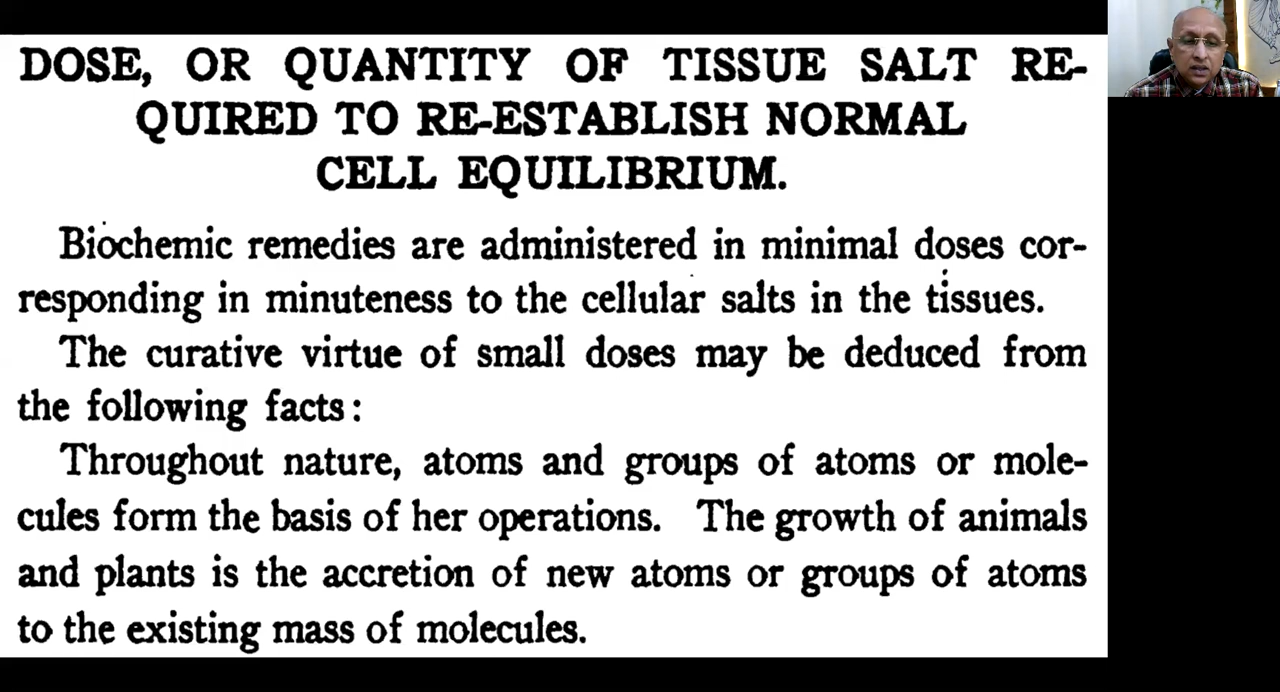 DOSE, OR QUANTITY OF TISSUE SALT RE-
QUIRED TO RE-ESTABLISH NORMAL
CELL EQUILIBRIUM.
Biochemic remedies are administered in minimal doses cor-
responding in minuteness to the cellular salts in the tissues.
The curative virtue of small doses may be deduced from
the following facts:
Throughout nature, atoms and groups of atoms or mole-
cules form the basis of her operations. The growth of animals
and plants is the accretion of new atoms or groups of atoms
to the existing mass of molecules.